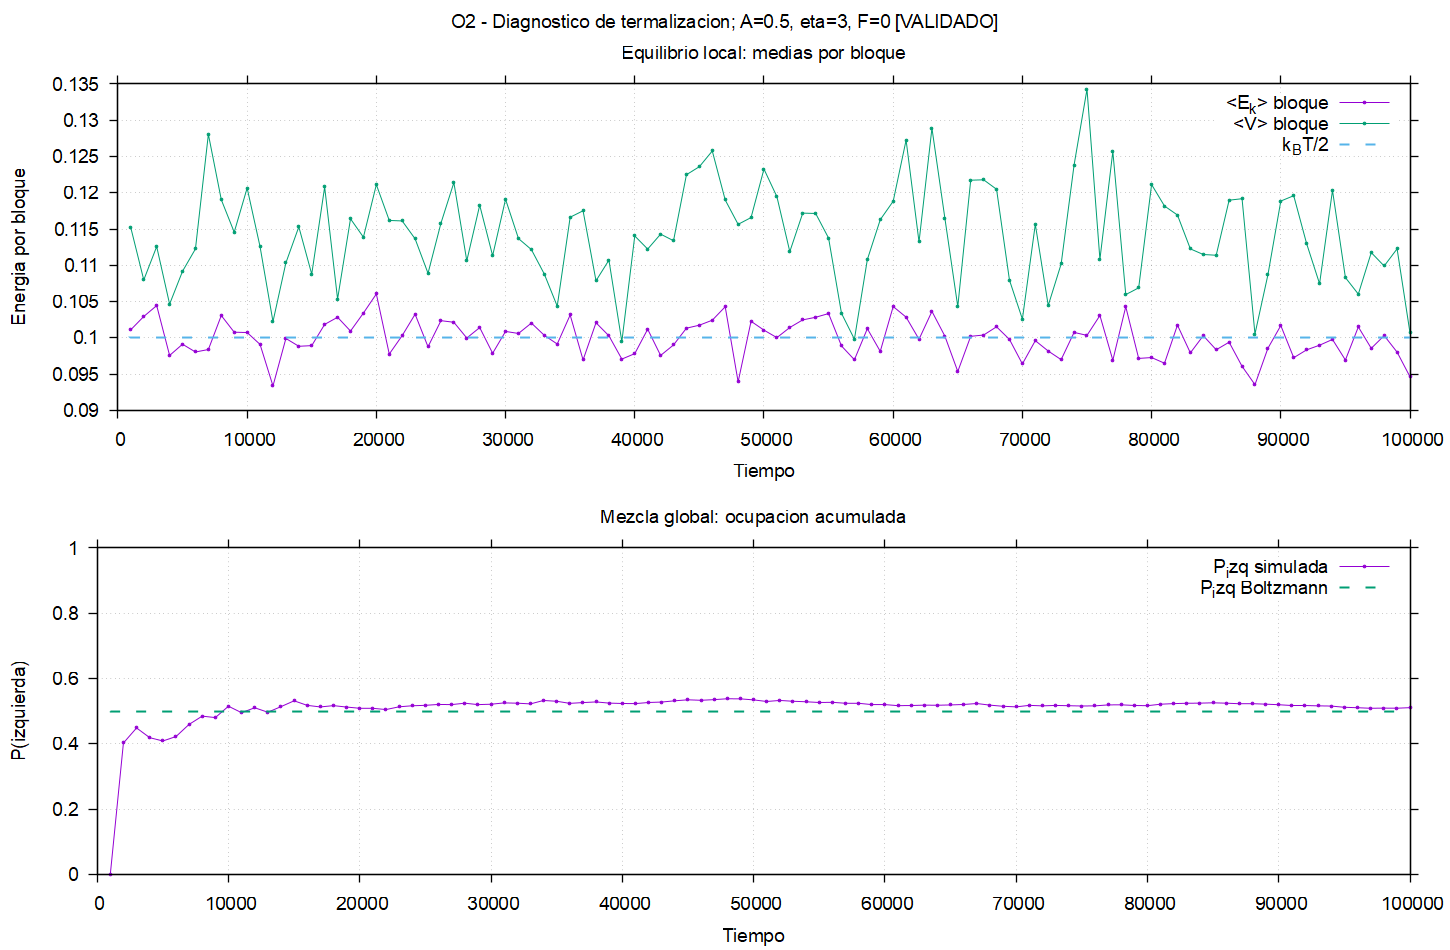 O2 - Diagnostico de termalizacion; A=0.5, eta=3, F=0 [VALIDADO]
Equilibrio local: medias por bloque
0.135
0.13
0.125
0.12
0.115
0.11
0.105
0.1
0.095
0.09
Energia por bloque
<E_k> bloque
<V> bloque
k_BT/2
0 10000 20000 30000 40000 50000 60000 70000 80000 90000 100000
Tiempo
Mezcla global: ocupacion acumulada
1
0.8
0.6
0.4
0.2
0
P(izquierda)
P_izq simulada
P_izq Boltzmann
0 10000 20000 30000 40000 50000 60000 70000 80000 90000 100000
Tiempo